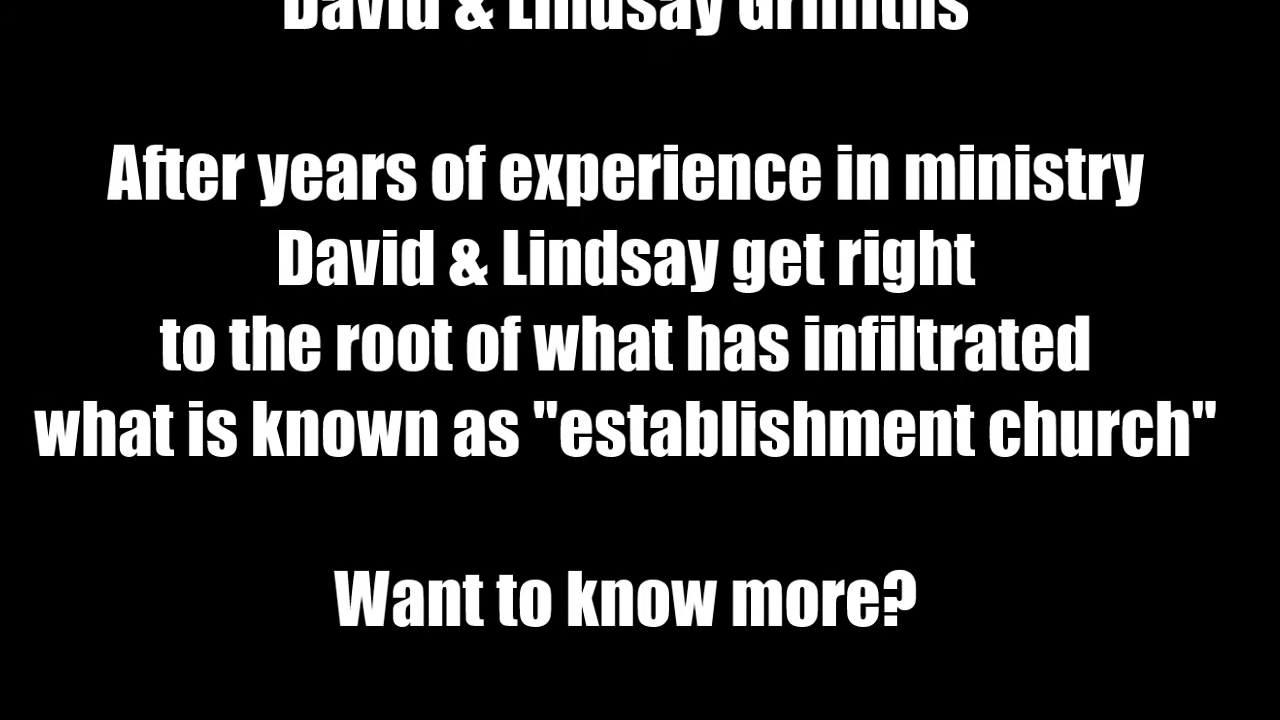 David & Lindsay Griffiths
After years of experience in ministry
David & Lindsay get right
to the root of what has infiltrated
what is known as "establishment church"
Want to know more?